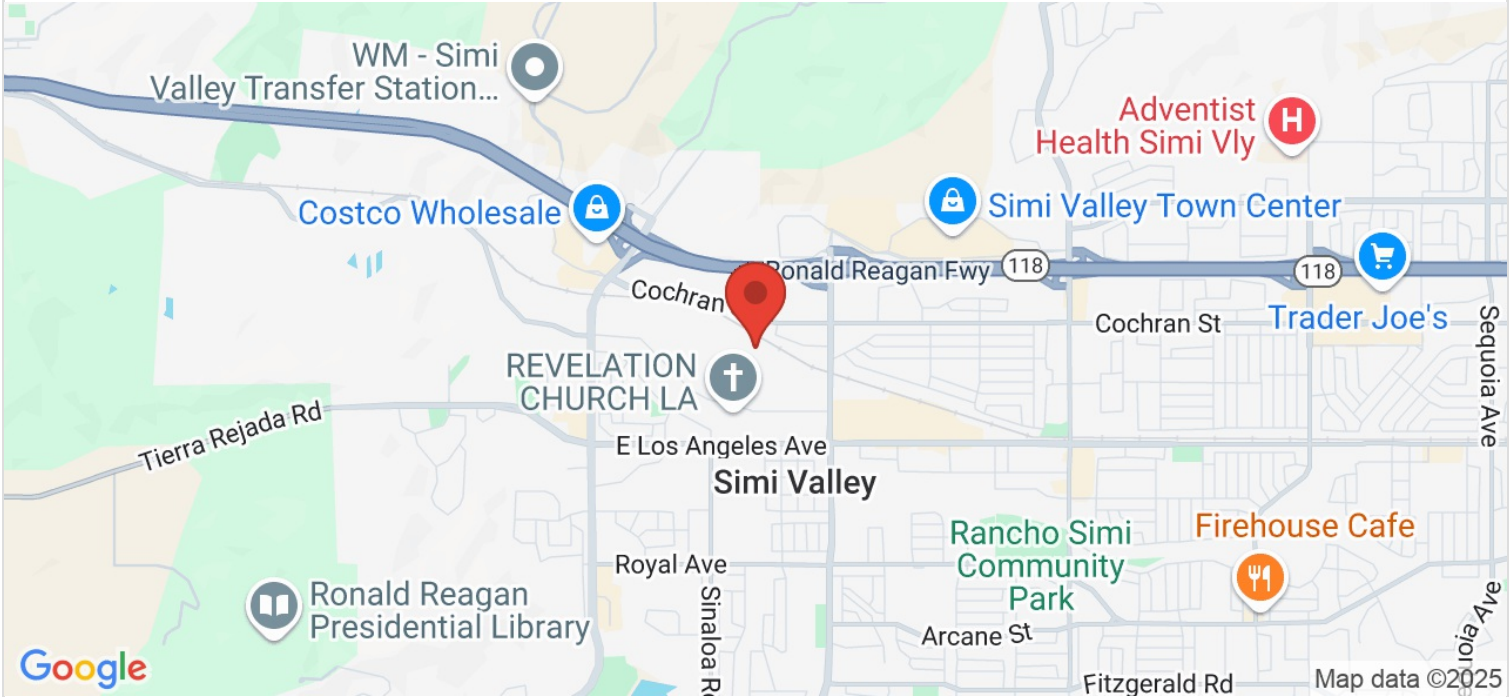 WM - Simi
Valley Transfer Station...
Adventist
Health Simi Vly
H
Costco Wholesale
Simi Valley Town Center
Ronald Reagan Fwy
118
118
Cochran
Cochran St
Trader Joe's
Sequoia Ave
REVELATION
CHURCH LA
Tierra Rejada Rd
E Los Angeles Ave
Simi Valley
Rancho Simi
Community
Park
Firehouse Cafe
Royal Ave
Ronald Reagan
Presidential Library
Sinaloa Rd
Arcane St
uoia Ave
Fitzgerald Rd
Google
Map data ©2025